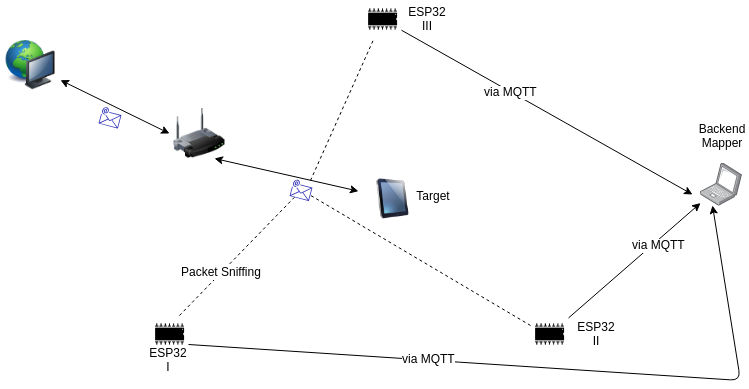 ESP32
III
via MQTT
Backend
Mapper
Target
via MQTT
Packet Sniffing
ESP32
II
ESP32
I
via MQTT